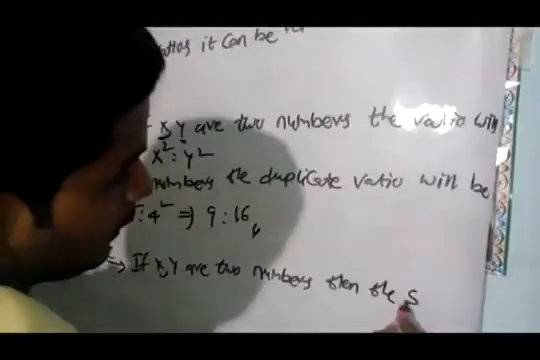 it can be
X, Y are two numbers the ratio will
X² : Y²
numbers the duplicate ratio will be
: 4² ⇒ 9 : 16
→ If X, Y are two numbers then the S